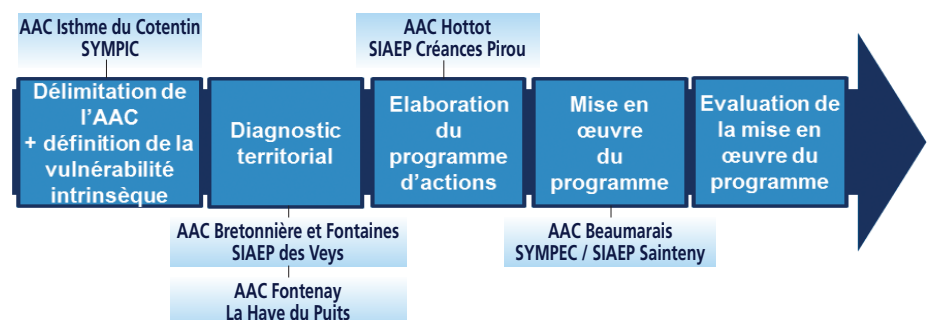 AAC Isthme du Cotentin
SYMPIC
AAC Hottot
SIAEP Créances Pirou
Délimitation de
l'AAC
+ définition de la
vulnérabilité
intrinsèque
Diagnostic
territorial
Elaboration
du
programme
d'actions
Mise en
œuvre
du
programme
Evaluation de
la mise en
œuvre du
programme
AAC Bretonnière et Fontaines
SIAEP des Veys
AAC Fontenay
La Haye du Puits
AAC Beaumarais
SYMPEC / SIAEP Sainteny